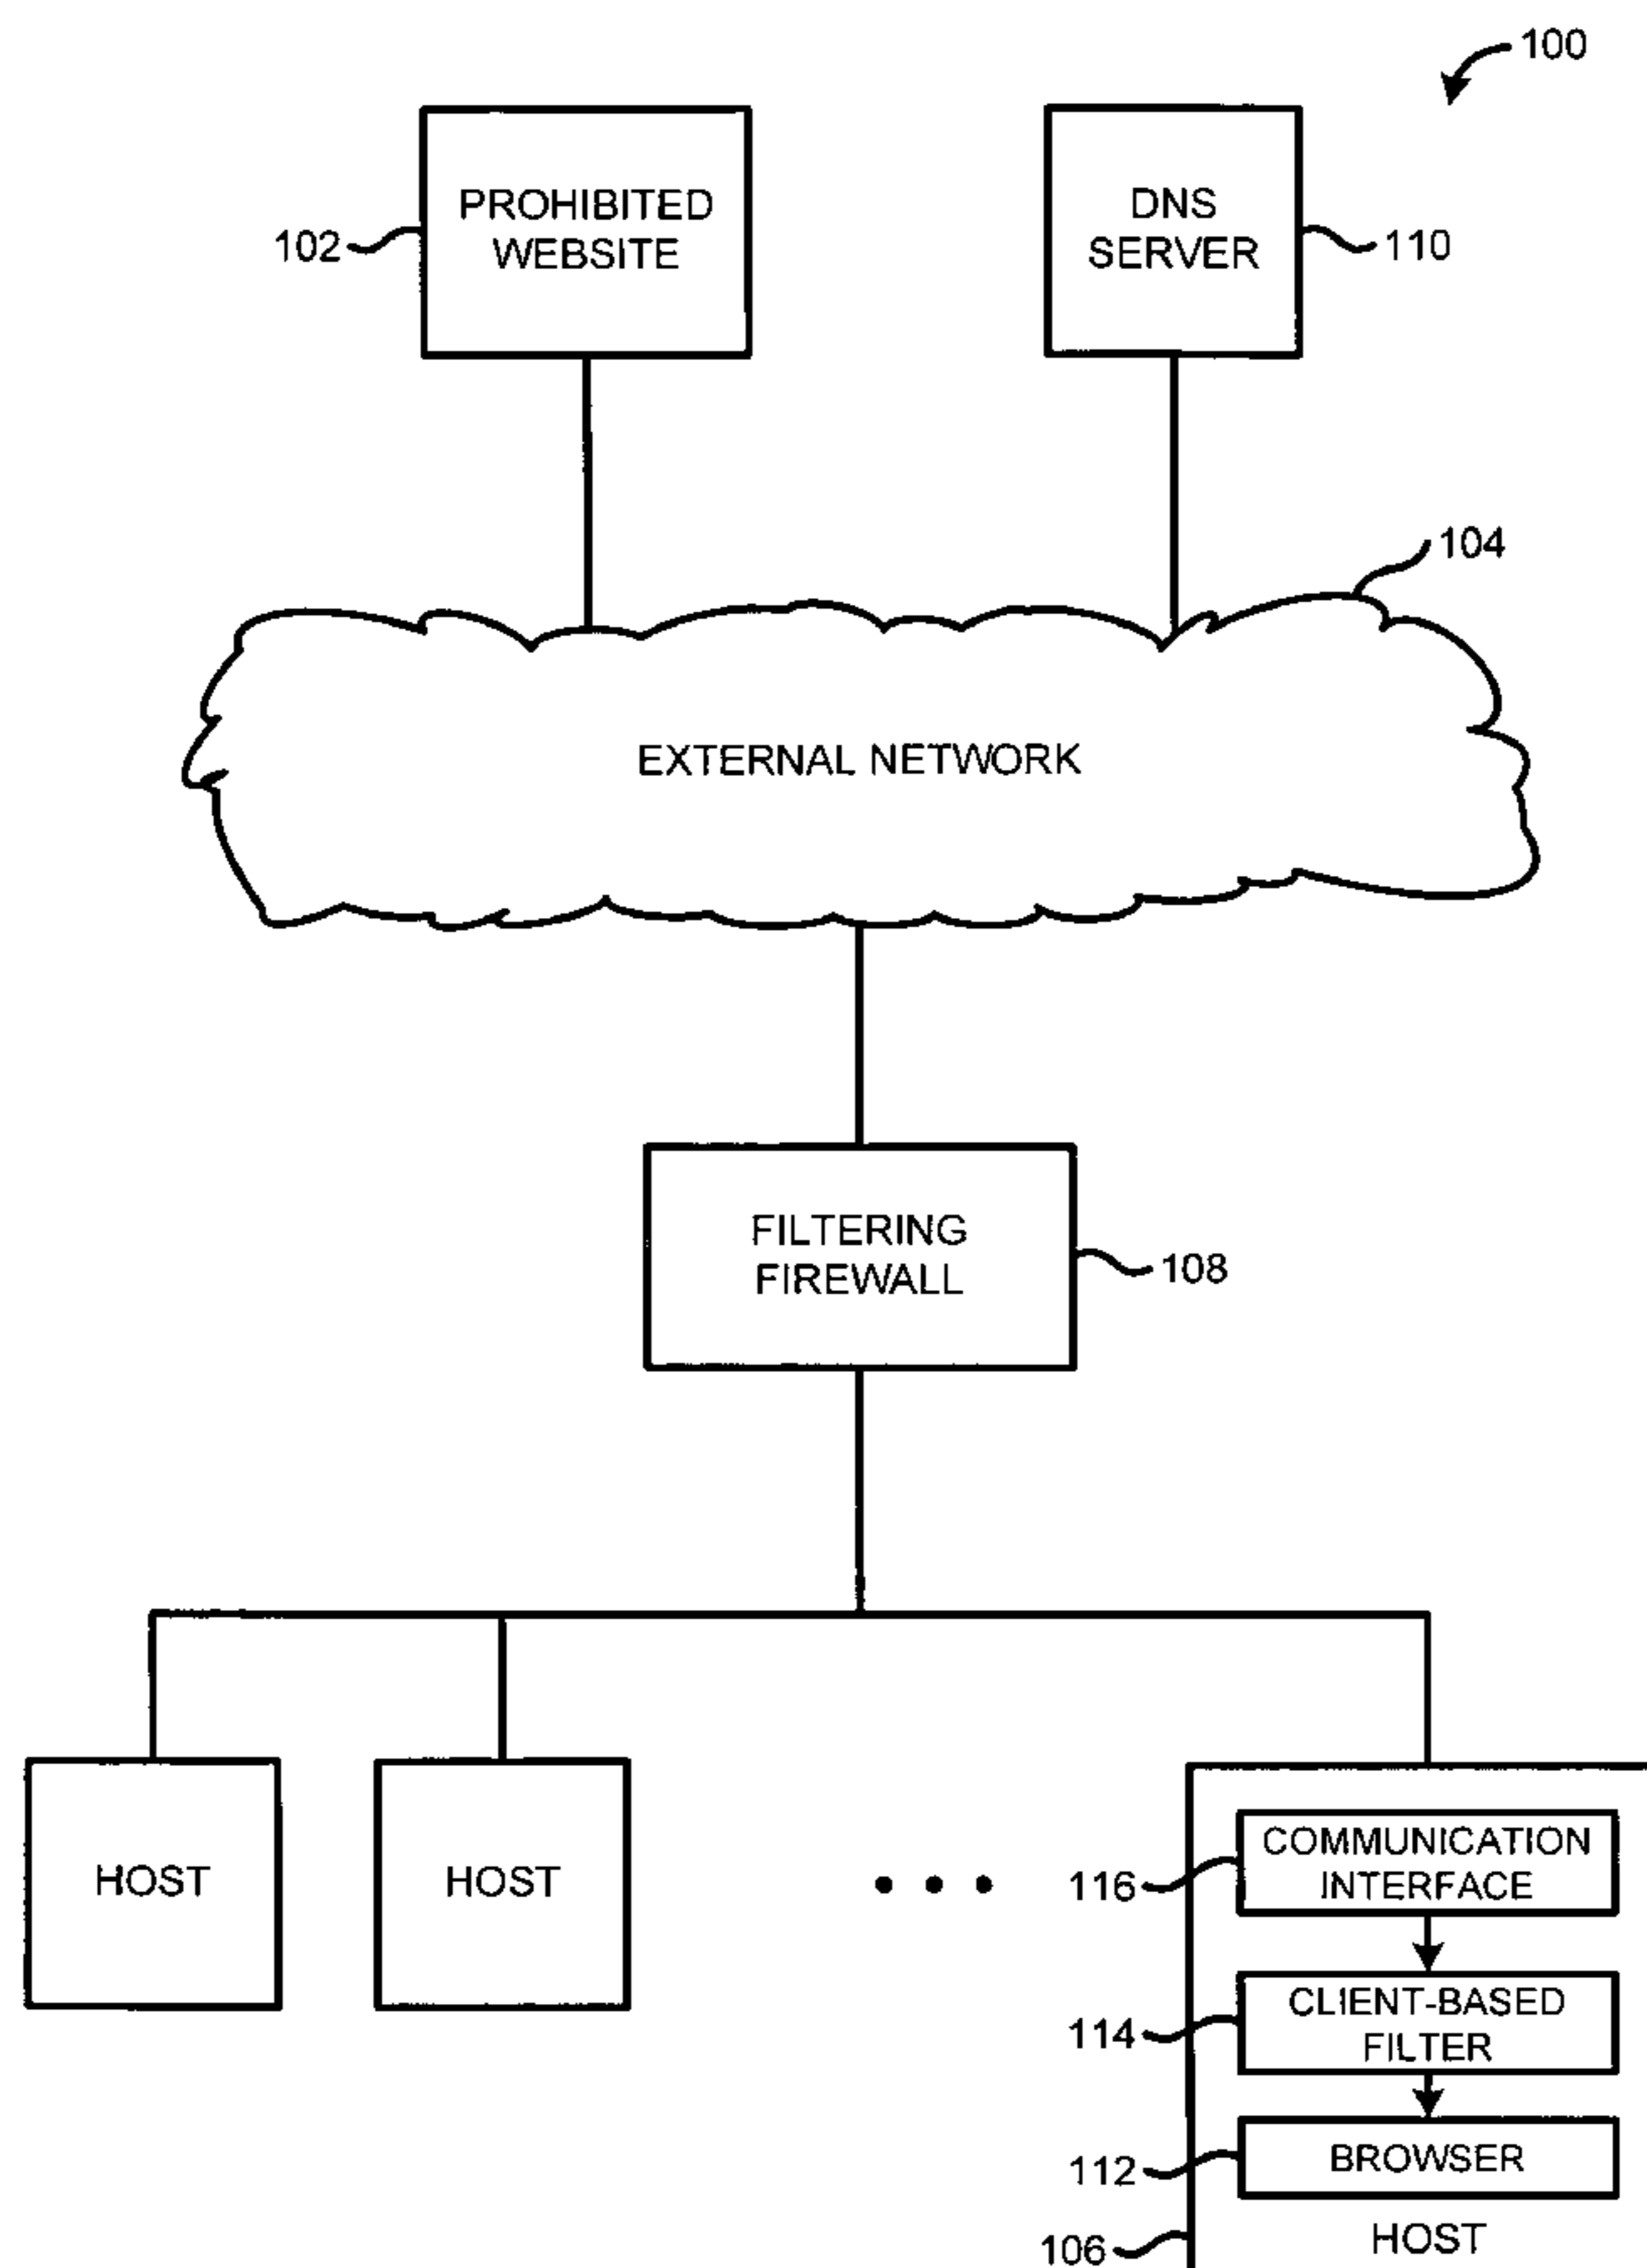 100
PROHIBITED
WEBSITE
102
DNS
SERVER
110
104
EXTERNAL NETWORK
FILTERING
FIREWALL
108
HOST
HOST
COMMUNICATION
INTERFACE
116
CLIENT-BASED
FILTER
114
BROWSER
112
HOST
106